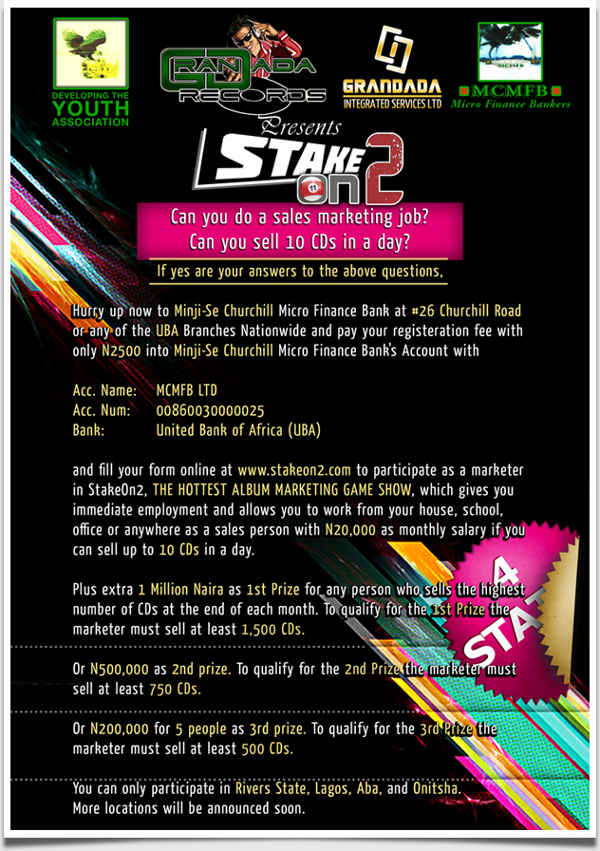 DEVELOPING THE
YOUTH
ASSOCIATION
GRANDADA
RECORDS
GRANDADA
INTEGRATED SERVICES LTD
MCMFB
MCMFB
Micro Finance Bankers
Presents
STAKE
On2
11
Can you do a sales marketing job?
Can you sell 10 CDs in a day?
If yes are your answers to the above questions,
Hurry up now to Minji-Se Churchill Micro Finance Bank at #26 Churchill Road
or any of the UBA Branches Nationwide and pay your registeration fee with
only N2500 into Minji-Se Churchill Micro Finance Bank's Account with
Acc. Name: MCMFB LTD
Acc. Num: 00860030000025
Bank: United Bank of Africa (UBA)
and fill your form online at www.stakeon2.com to participate as a marketer
in StakeOn2, THE HOTTEST ALBUM MARKETING GAME SHOW, which gives you
immediate employment and allows you to work from your house, school,
office or anywhere as a sales person with N20,000 as monthly salary if you
can sell up to 10 CDs in a day.
Plus extra 1 Million Naira as 1st Prize for any person who sells the highest
number of CDs at the end of each month. To qualify for the 1st Prize the
marketer must sell at least 1,500 CDs.
4
STAT
Or N500,000 as 2nd prize. To qualify for the 2nd Prize the marketer must
sell at least 750 CDs.
Or N200,000 for 5 people as 3rd prize. To qualify for the 3rd Prize the
marketer must sell at least 500 CDs.
You can only participate in Rivers State, Lagos, Aba, and Onitsha.
More locations will be announced soon.